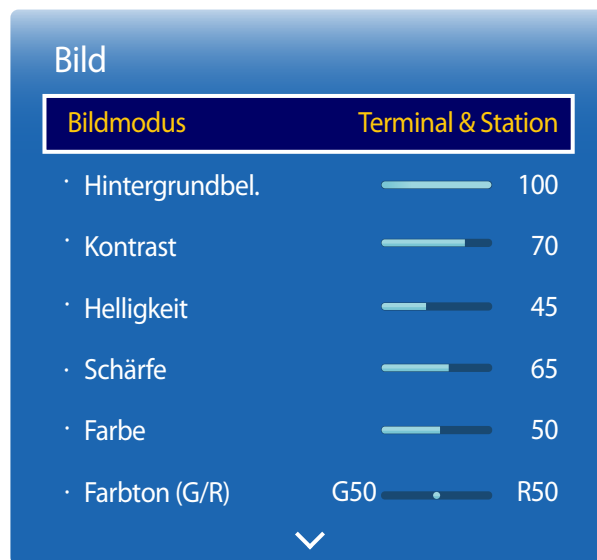 Bild
Bildmodus Terminal & Station
· Hintergrundbel. 100
· Kontrast 70
· Helligkeit 45
· Schärfe 65
· Farbe 50
· Farbton (G/R) G50 R50